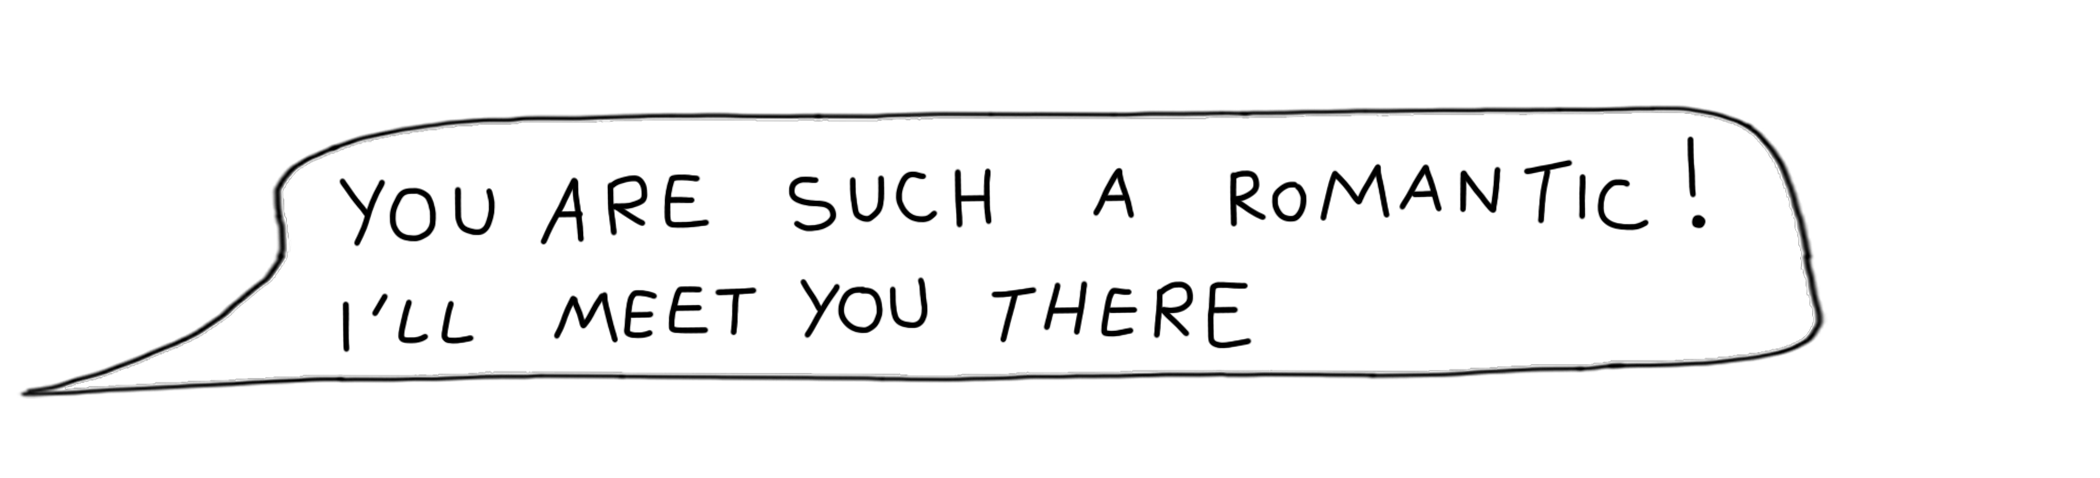 YOU ARE SUCH A ROMANTIC!
I'LL MEET YOU THERE